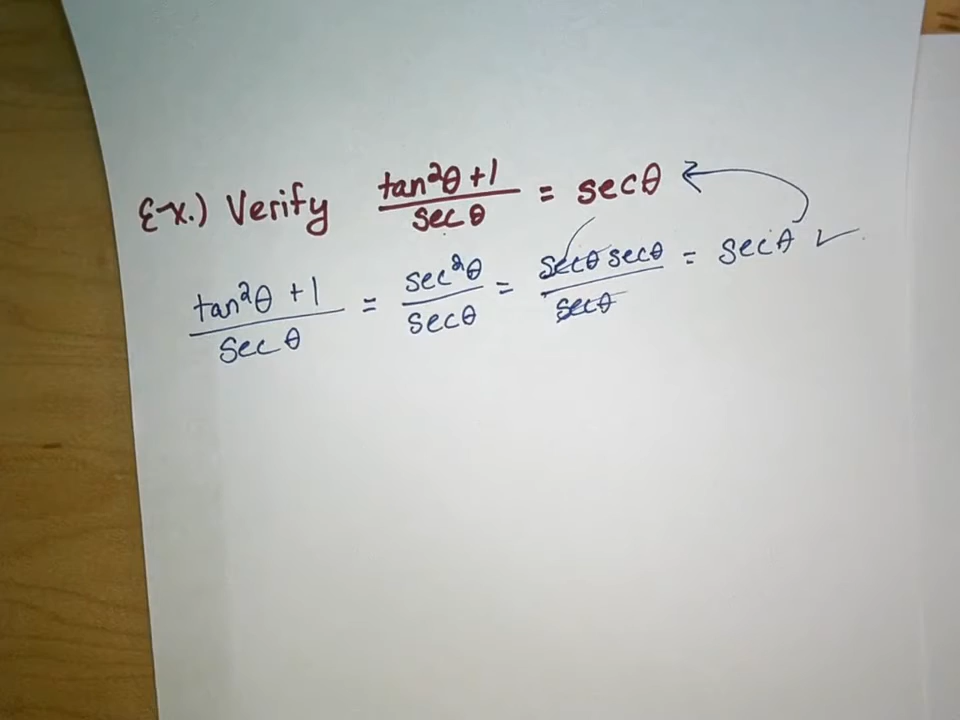 Ex.) Verify (tan²θ + 1)/(secθ) = secθ
(tan²θ + 1)/(secθ) = (sec²θ)/(secθ) = (secθ secθ)/(secθ) = secθ ✓